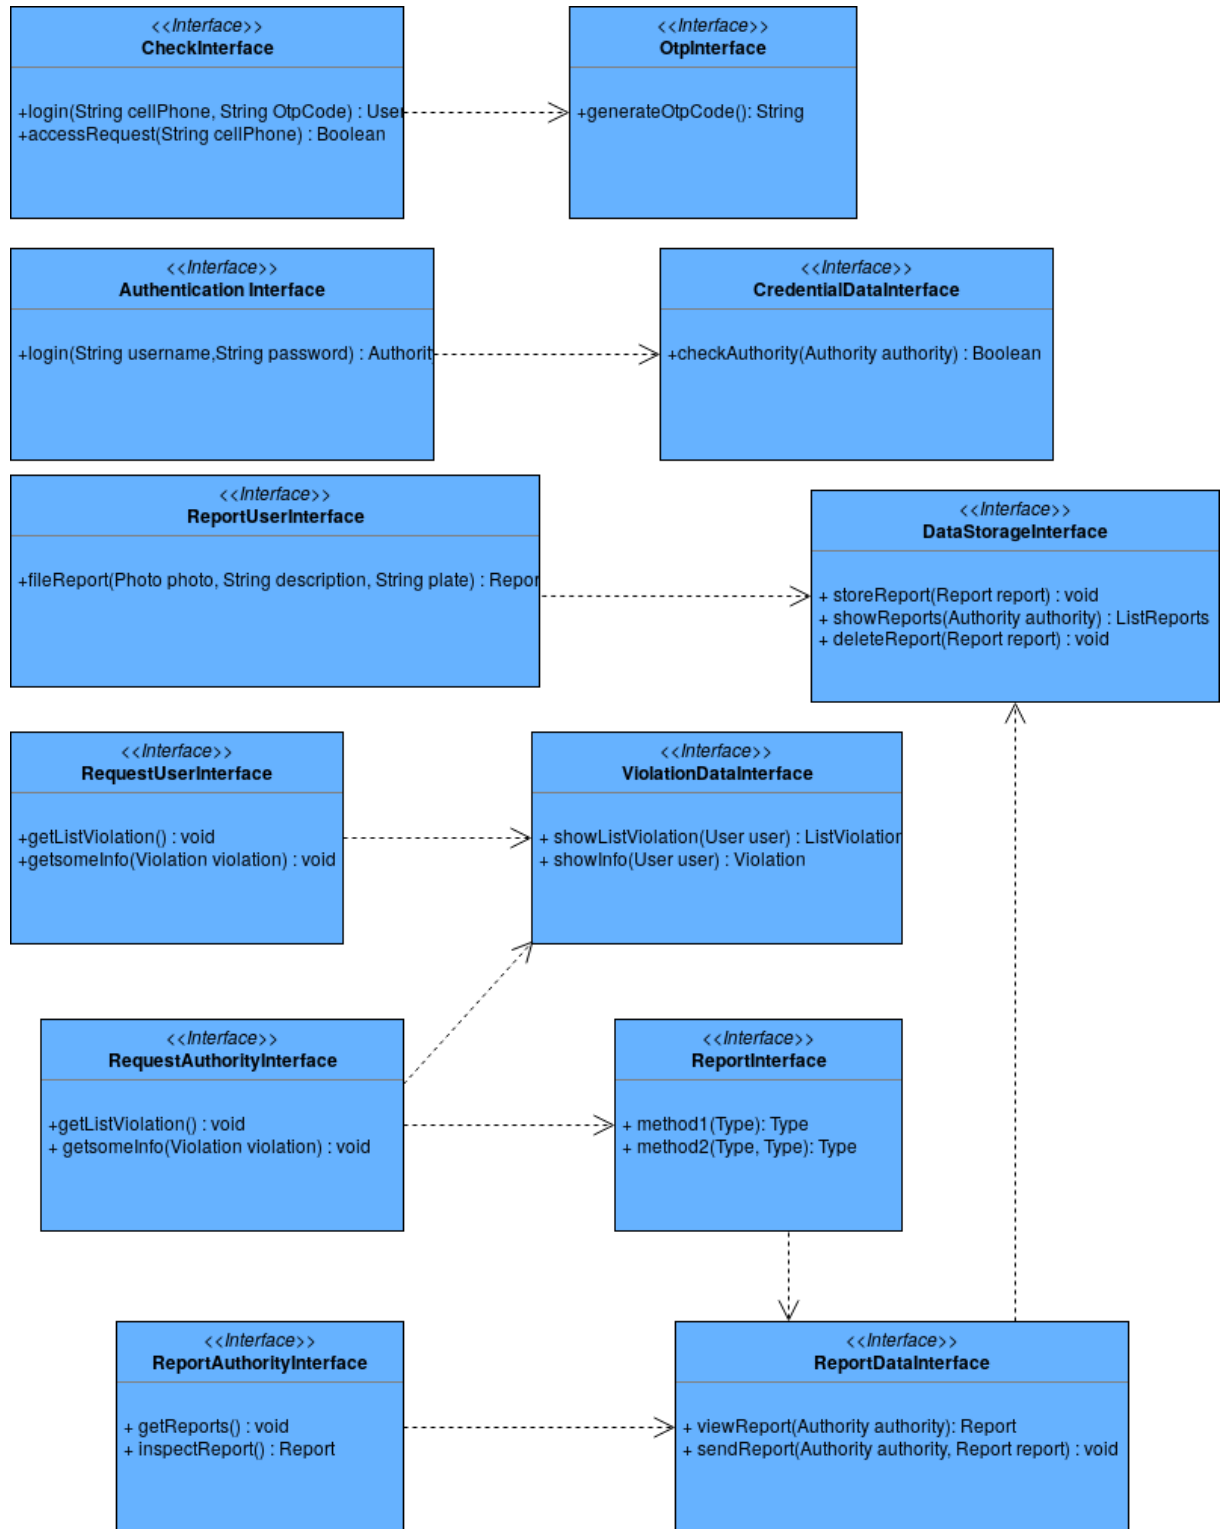 <<Interface>>
CheckInterface
+login(String cellPhone, String OtpCode) : User
+accessRequest(String cellPhone) : Boolean
<<Interface>>
OtpInterface
+generateOtpCode(): String
<<Interface>>
Authentication Interface
+login(String username,String password) : Authorit
<<Interface>>
CredentialDataInterface
+checkAuthority(Authority authority) : Boolean
<<Interface>>
ReportUserInterface
+fileReport(Photo photo, String description, String plate) : Repor
<<Interface>>
DataStorageInterface
+ storeReport(Report report) : void
+ showReports(Authority authority) : ListReports
+ deleteReport(Report report) : void
<<Interface>>
RequestUserInterface
+getListViolation() : void
+getsomeInfo(Violation violation) : void
<<Interface>>
ViolationDataInterface
+ showListViolation(User user) : ListViolation
+ showInfo(User user) : Violation
<<Interface>>
RequestAuthorityInterface
+getListViolation() : void
+ getsomeInfo(Violation violation) : void
<<Interface>>
ReportInterface
+ method1(Type): Type
+ method2(Type, Type): Type
<<Interface>>
ReportAuthorityInterface
+ getReports() : void
+ inspectReport() : Report
<<Interface>>
ReportDataInterface
+ viewReport(Authority authority): Report
+ sendReport(Authority authority, Report report) : void